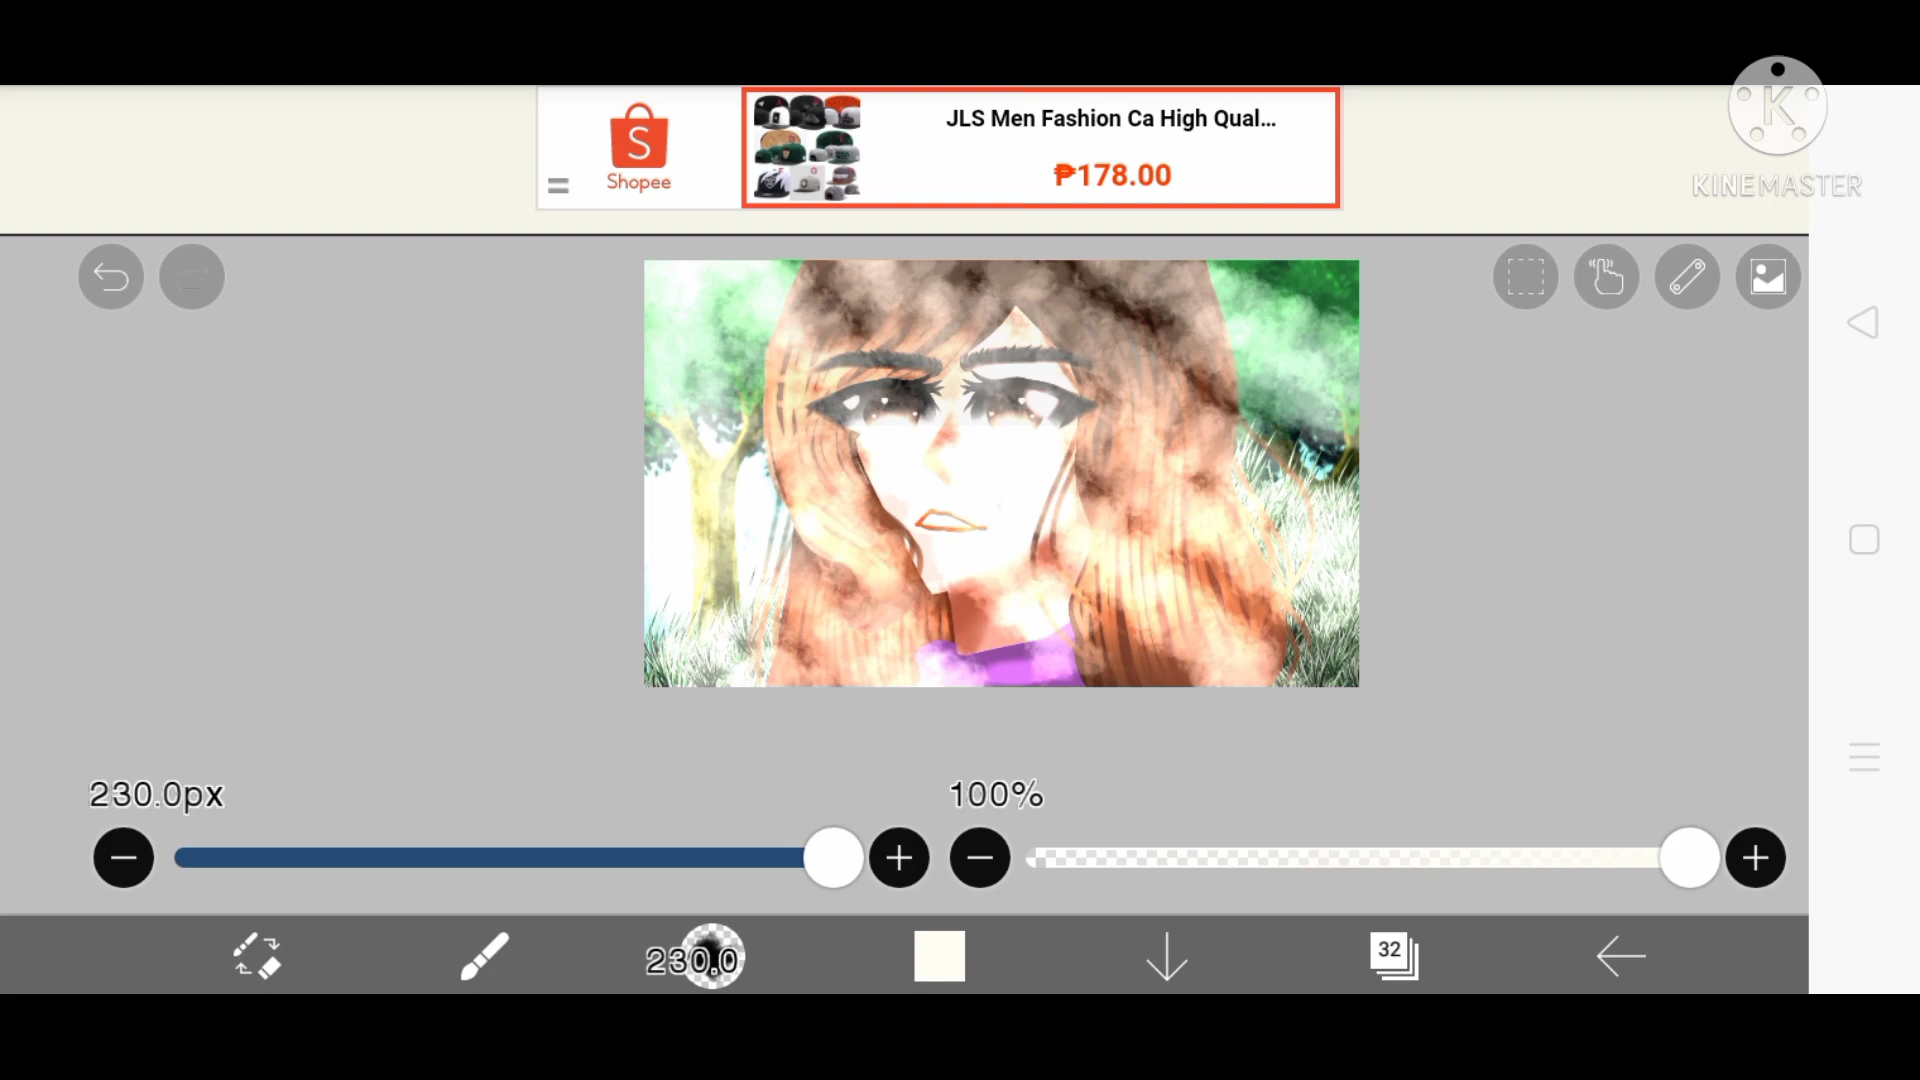 JLS Men Fashion Ca High Qual...
S
Shopee
₱178.00
K
KINEMASTER
230.0px
100%
230.0
32